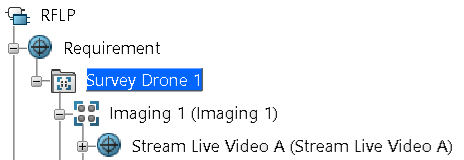 RFLP
Requirement
Survey Drone 1
Imaging 1 (Imaging 1)
Stream Live Video A (Stream Live Video A)